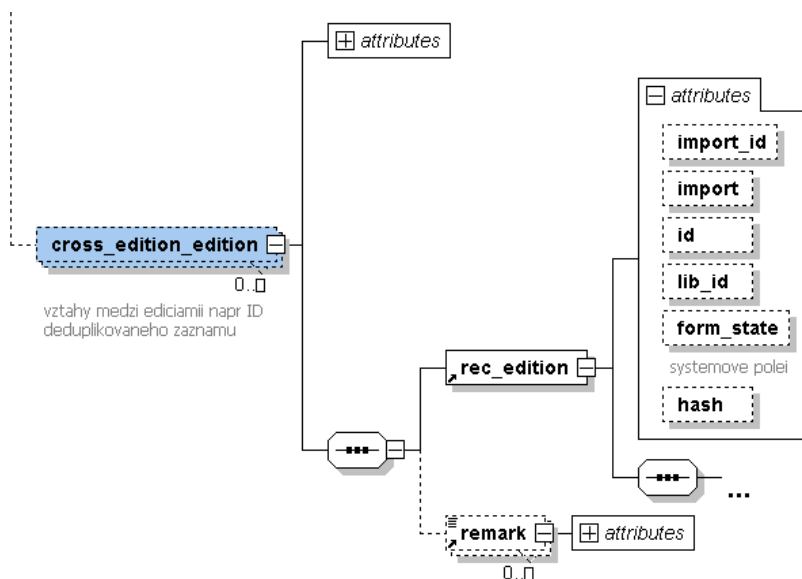 attributes
attributes
import_id
import
id
cross_edition_edition
0..
lib_id
vztahy medzi ediciamii napr ID
deduplikovaneho zaznamu
form_state
rec_edition
systemove polei
hash
...
remark
attributes
0..